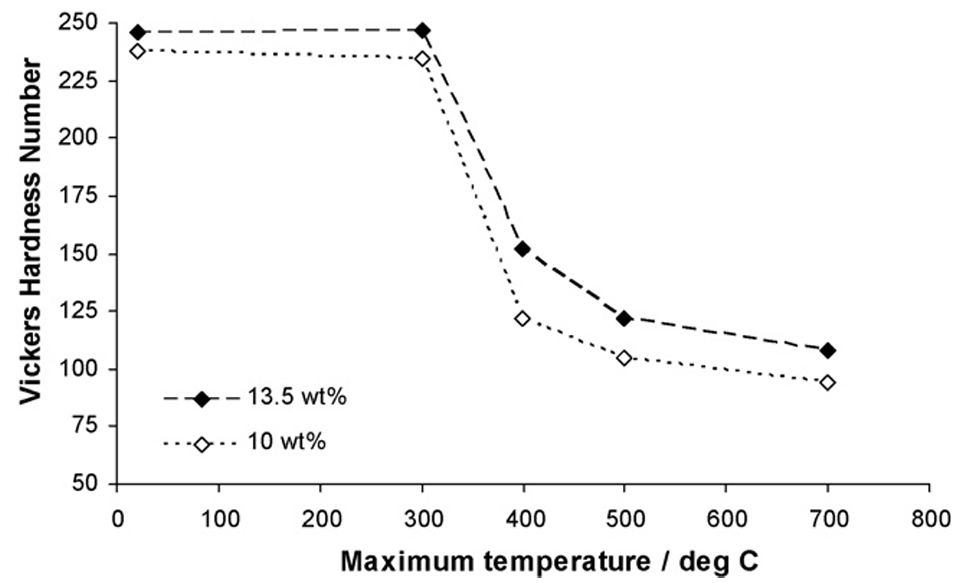 Vickers Hardness Number
250
225
200
175
150
125
100
75
50
13.5 wt%
10 wt%
0 100 200 300 400 500 600 700 800
Maximum temperature / deg C